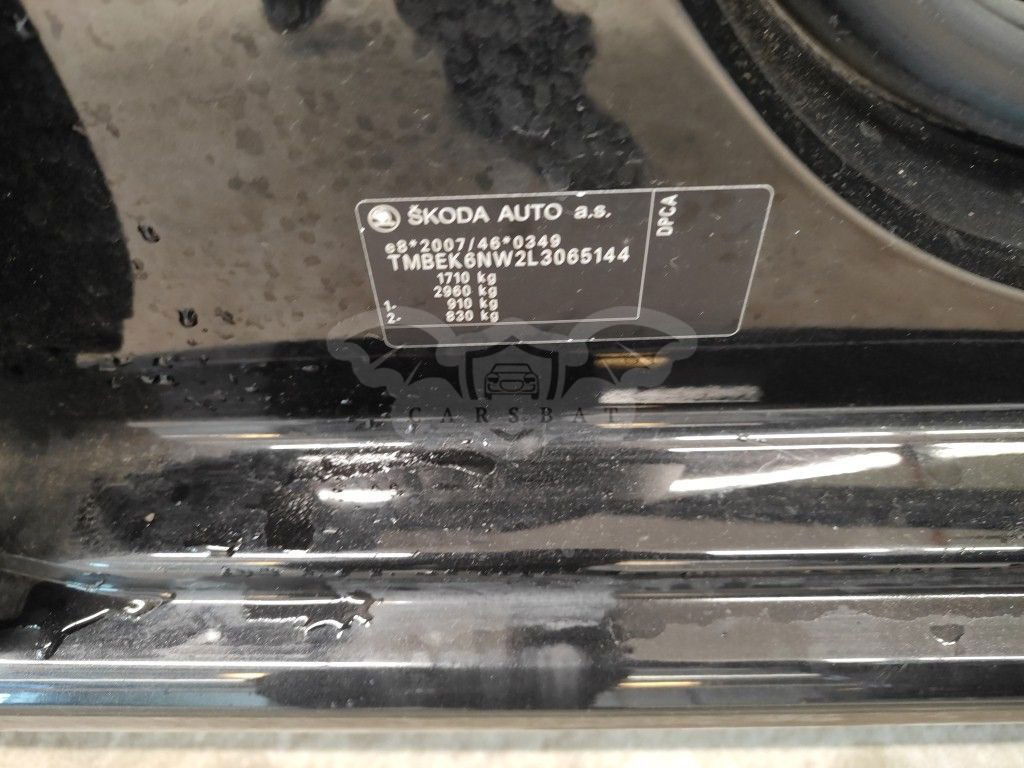 ŠKODA AUTO a.s.
e8*2007/46*0349
TMBEK6NW2L3065144
1710 kg
2960 kg
1- 910 kg
2- 830 kg
DPCA
CARSBAT